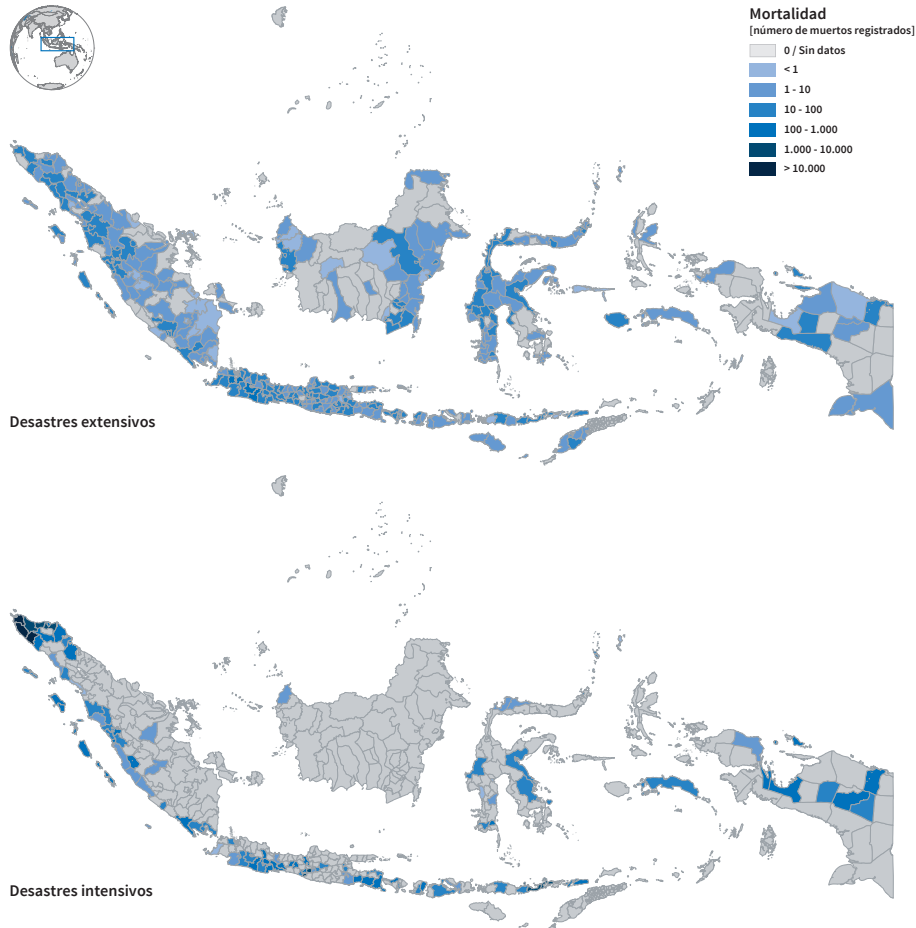 Mortalidad
[número de muertos registrados]
0 / Sin datos
< 1
1 - 10
10 - 100
100 - 1.000
1.000 - 10.000
> 10.000
Desastres extensivos
Desastres intensivos